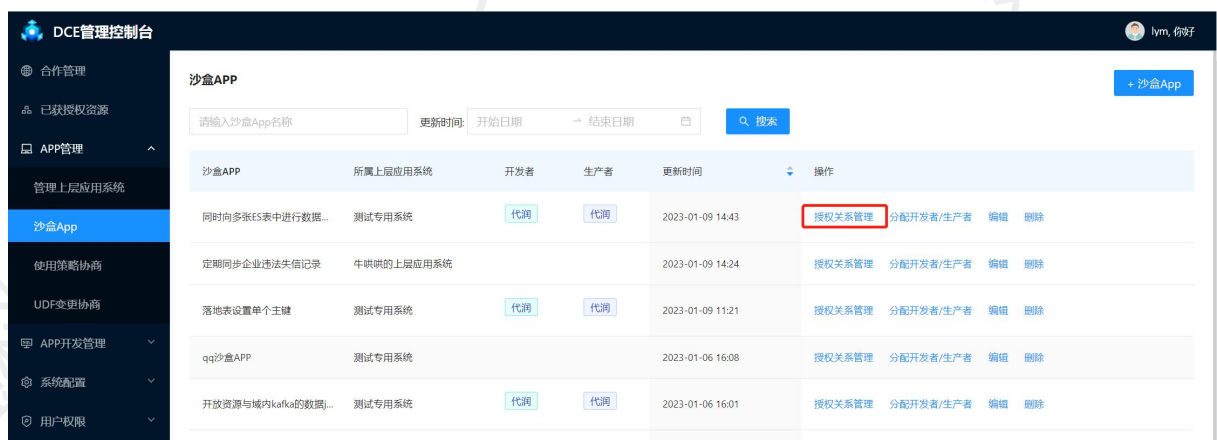 DCE管理控制台
lym, 你好
合作管理
已获授权资源
APP管理
管理上层应用系统
沙盒App
使用策略协商
UDF变更协商
APP开发管理
系统配置
用户权限
沙盒APP
+ 沙盒App
请输入沙盒App名称 更新时间: 开始日期 → 结束日期 搜索
沙盒APP 所属上层应用系统 开发者 生产者 更新时间 操作
同时向多张ES表中进行数据... 测试专用系统 代润 代润 2023-01-09 14:43 授权关系管理 分配开发者/生产者 编辑 删除
定期同步企业违法失信记录 牛哄哄的上层应用系统 2023-01-09 14:24 授权关系管理 分配开发者/生产者 编辑 删除
落地表设置单个主键 测试专用系统 代润 代润 2023-01-09 11:21 授权关系管理 分配开发者/生产者 编辑 删除
qq沙盒APP 测试专用系统 2023-01-06 16:08 授权关系管理 分配开发者/生产者 编辑 删除
开放资源与域内kafka的数据j... 测试专用系统 代润 代润 2023-01-06 16:01 授权关系管理 分配开发者/生产者 编辑 删除